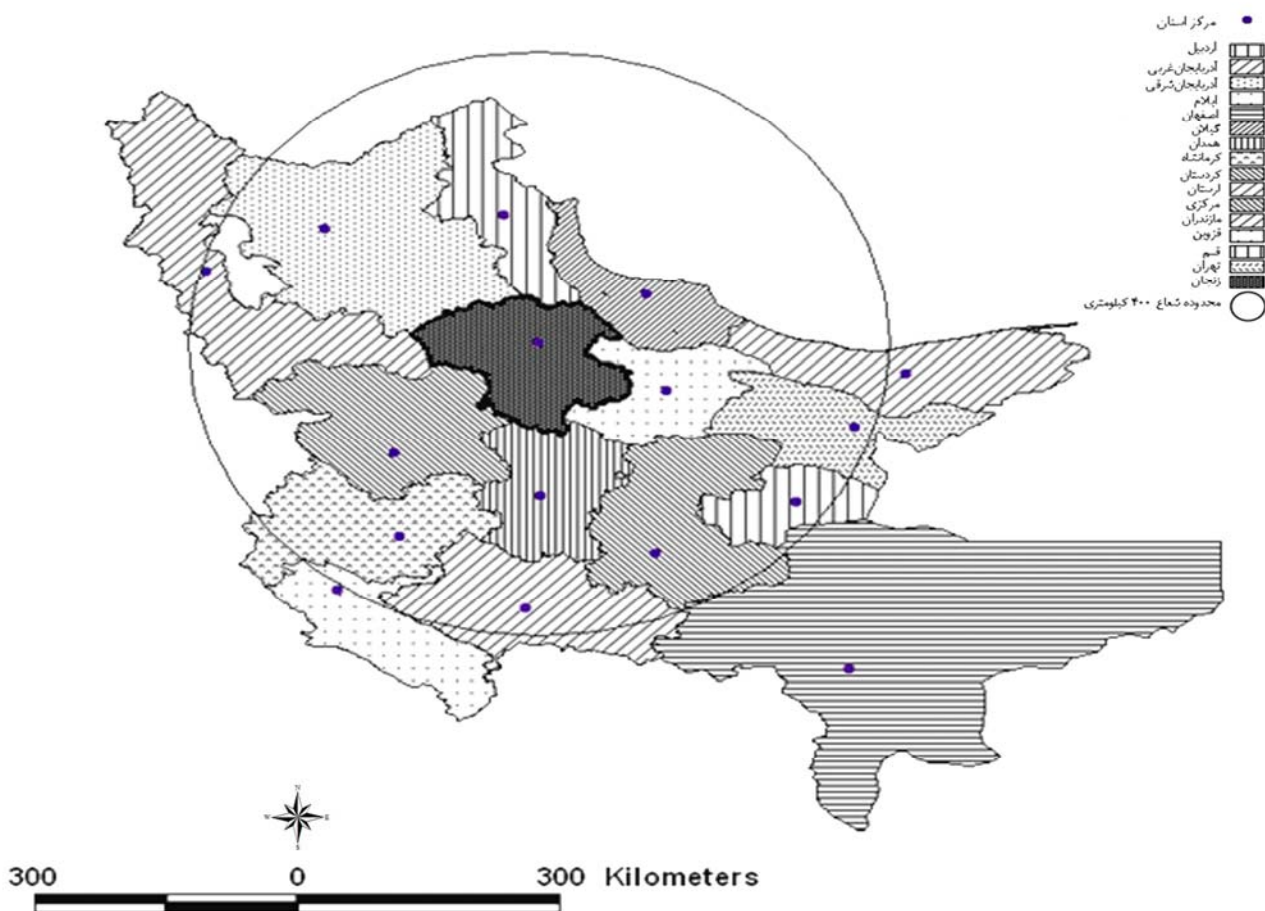 مرکز استان
اردبیل
آذربایجان‌غربی
آذربایجان‌شرقی
ایلام
اصفهان
گیلان
همدان
کرمانشاه
کردستان
لرستان
مرکزی
مازندران
قزوین
قم
تهران
زنجان
محدوده شعاع ۴۰۰ کیلومتری
N
W E
S
300 0 300 Kilometers